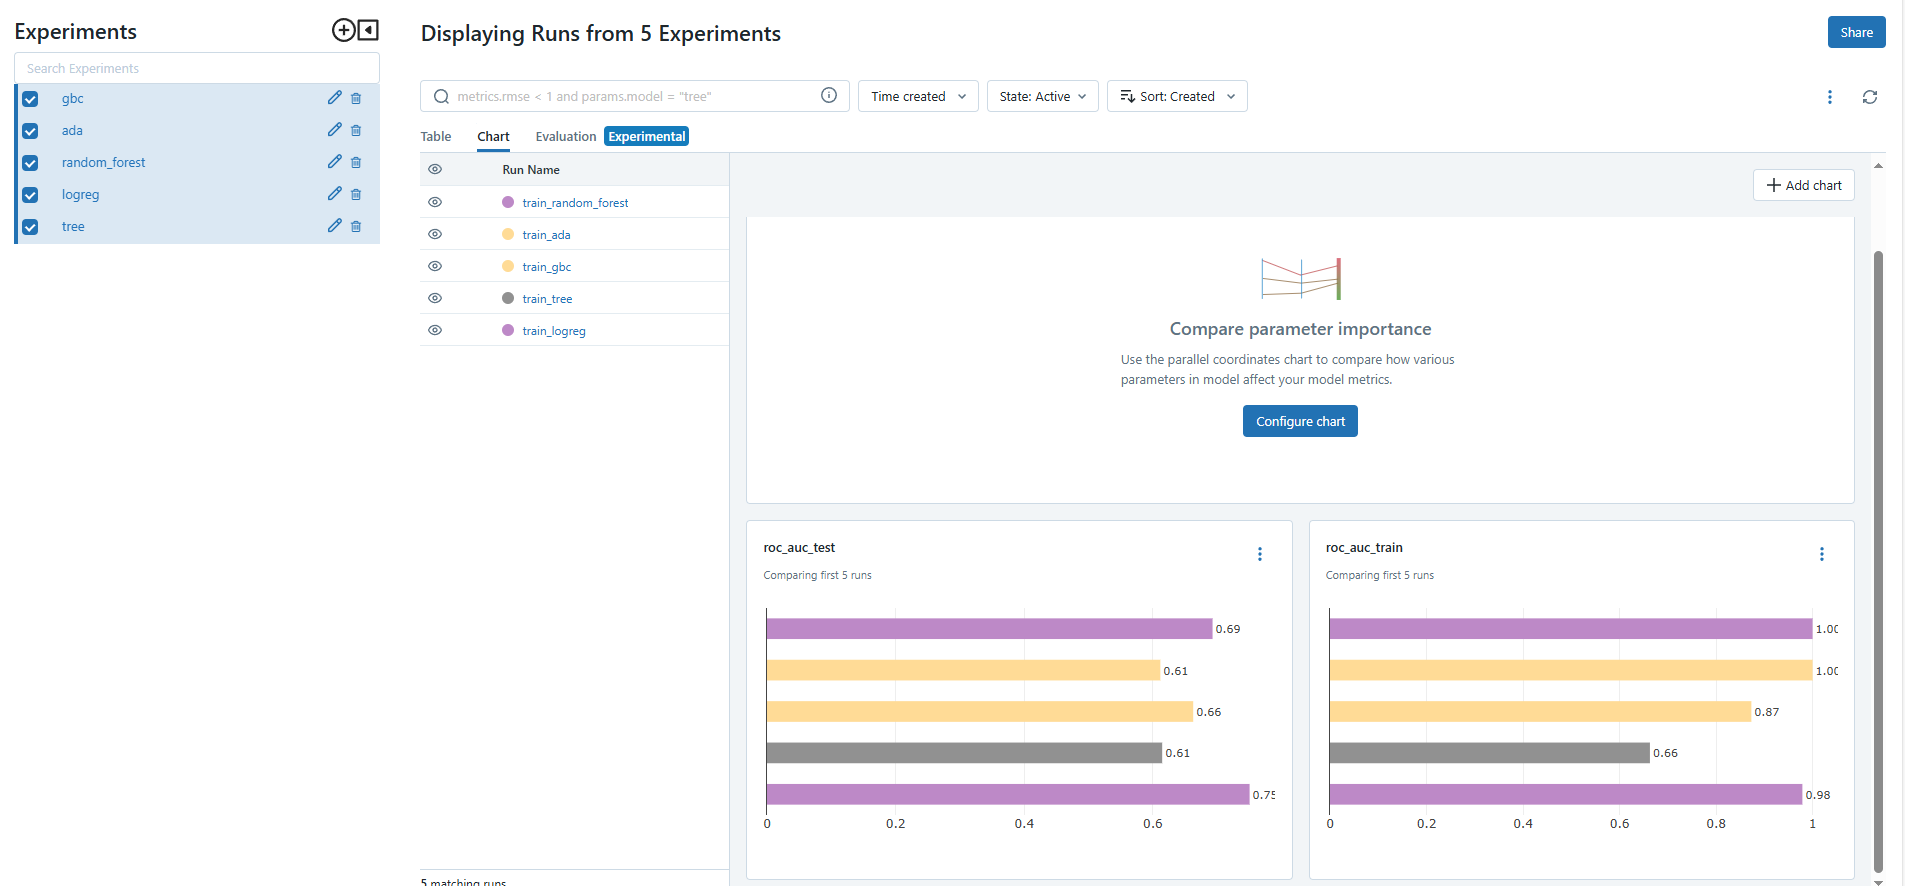 Experiments
Search Experiments
gbc
ada
random_forest
logreg
tree
Displaying Runs from 5 Experiments
Share
metrics.rmse < 1 and params.model = "tree"
Time created
State: Active
Sort: Created
Table
Chart
Evaluation
Experimental
Run Name
train_random_forest
train_ada
train_gbc
train_tree
train_logreg
5 matching runs
Add chart
Compare parameter importance
Use the parallel coordinates chart to compare how various
parameters in model affect your model metrics.
Configure chart
roc_auc_test
Comparing first 5 runs
0.69
0.61
0.66
0.61
0.75
0 0.2 0.4 0.6
roc_auc_train
Comparing first 5 runs
1.00
1.00
0.87
0.66
0.98
0 0.2 0.4 0.6 0.8 1